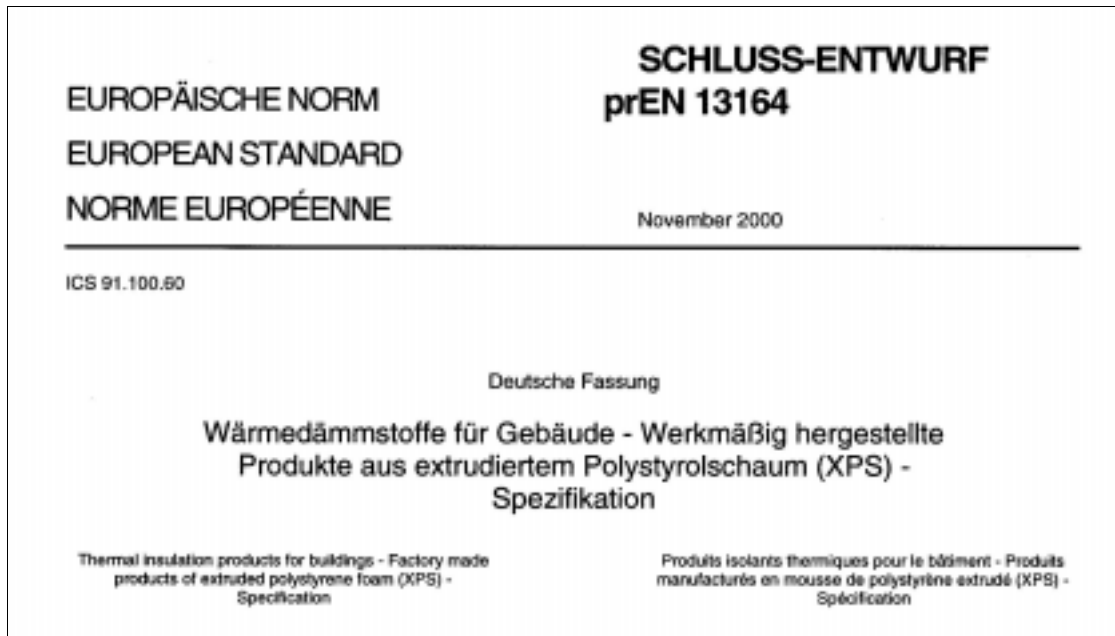 EUROPÄISCHE NORM
EUROPEAN STANDARD
NORME EUROPÉENNE
SCHLUSS-ENTWURF
prEN 13164
November 2000
ICS 91.100.60
Deutsche Fassung
Wärmedämmstoffe für Gebäude - Werkmäßig hergestellte
Produkte aus extrudiertem Polystyrolschaum (XPS) -
Spezifikation
Thermal insulation products for buildings - Factory made
products of extruded polystyrene foam (XPS) -
Specification
Produits isolants thermiques pour le bâtiment - Produits
manufacturés en mousse de polystyrène extrudé (XPS) -
Spécification